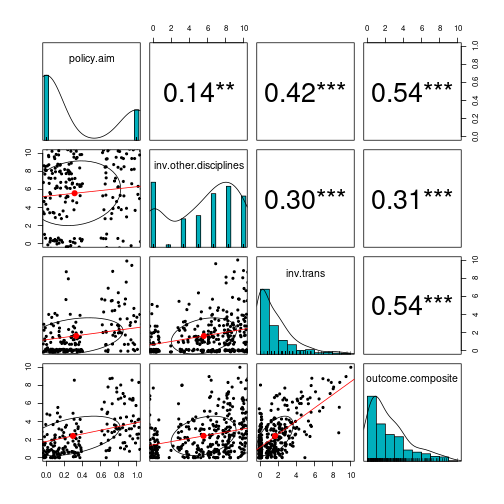 0 2 4 6 8 10 0 2 4 6 8 10
policy.aim 0.14** 0.42*** 0.54*** 0.0 0.2 0.4 0.6 0.8 1.0
0 2 4 6 8 10 inv.other.disciplines 0.30*** 0.31***
inv.trans 0.54*** 0 2 4 6 8 10
0 2 4 6 8 10 outcome.composite
0.0 0.2 0.4 0.6 0.8 1.0 0 2 4 6 8 10